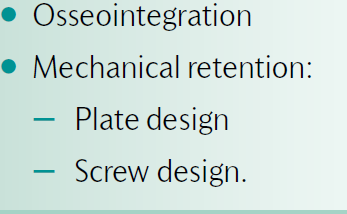 • Osseointegration
• Mechanical retention:
– Plate design
– Screw design.